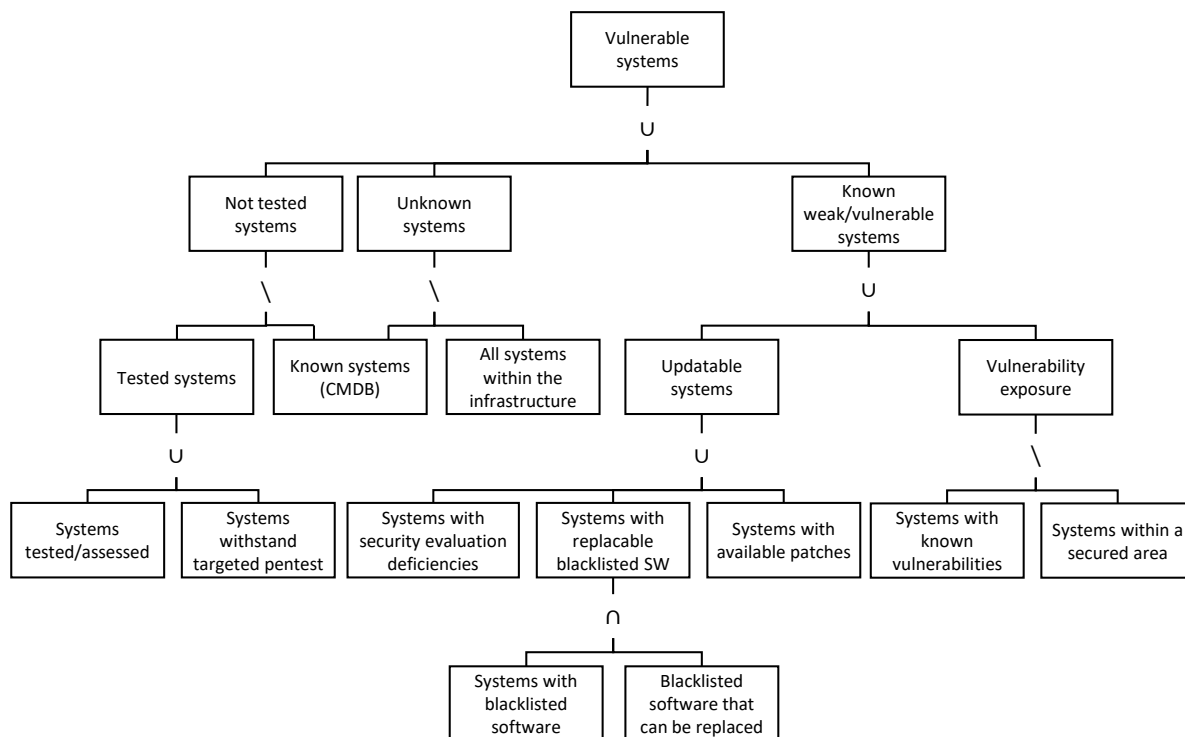 Vulnerable
systems
∪
Not tested
systems
Unknown
systems
Known
weak/vulnerable
systems
\
\
∪
Tested systems
Known systems
(CMDB)
All systems
within the
infrastructure
Updatable
systems
Vulnerability
exposure
∪
∪
\
Systems
tested/assessed
Systems
withstand
targeted pentest
Systems with
security evaluation
deficiencies
Systems with
replacable
blacklisted SW
Systems with
available patches
Systems with
known
vulnerabilities
Systems within a
secured area
∩
Systems with
blacklisted
software
Blacklisted
software that
can be replaced